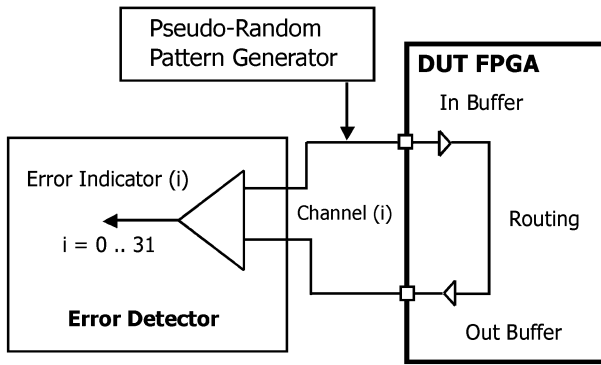 Pseudo-Random
Pattern Generator
DUT FPGA
In Buffer
Error Indicator (i)
Channel (i)
Routing
i = 0 .. 31
Error Detector
Out Buffer